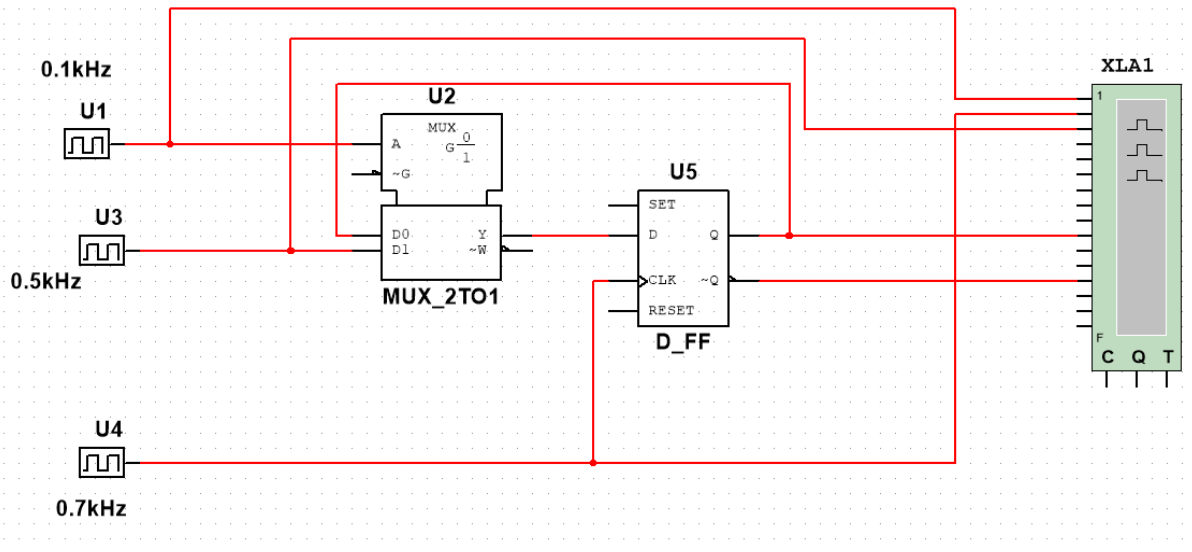 0.1kHz
U1
U2
MUX
G 0
1
A
~G
D0
D1
Y
~W
MUX_2TO1
U3
0.5kHz
U5
SET
D
Q
CLK
~Q
RESET
D_FF
U4
0.7kHz
XLA1
1
F
C Q T